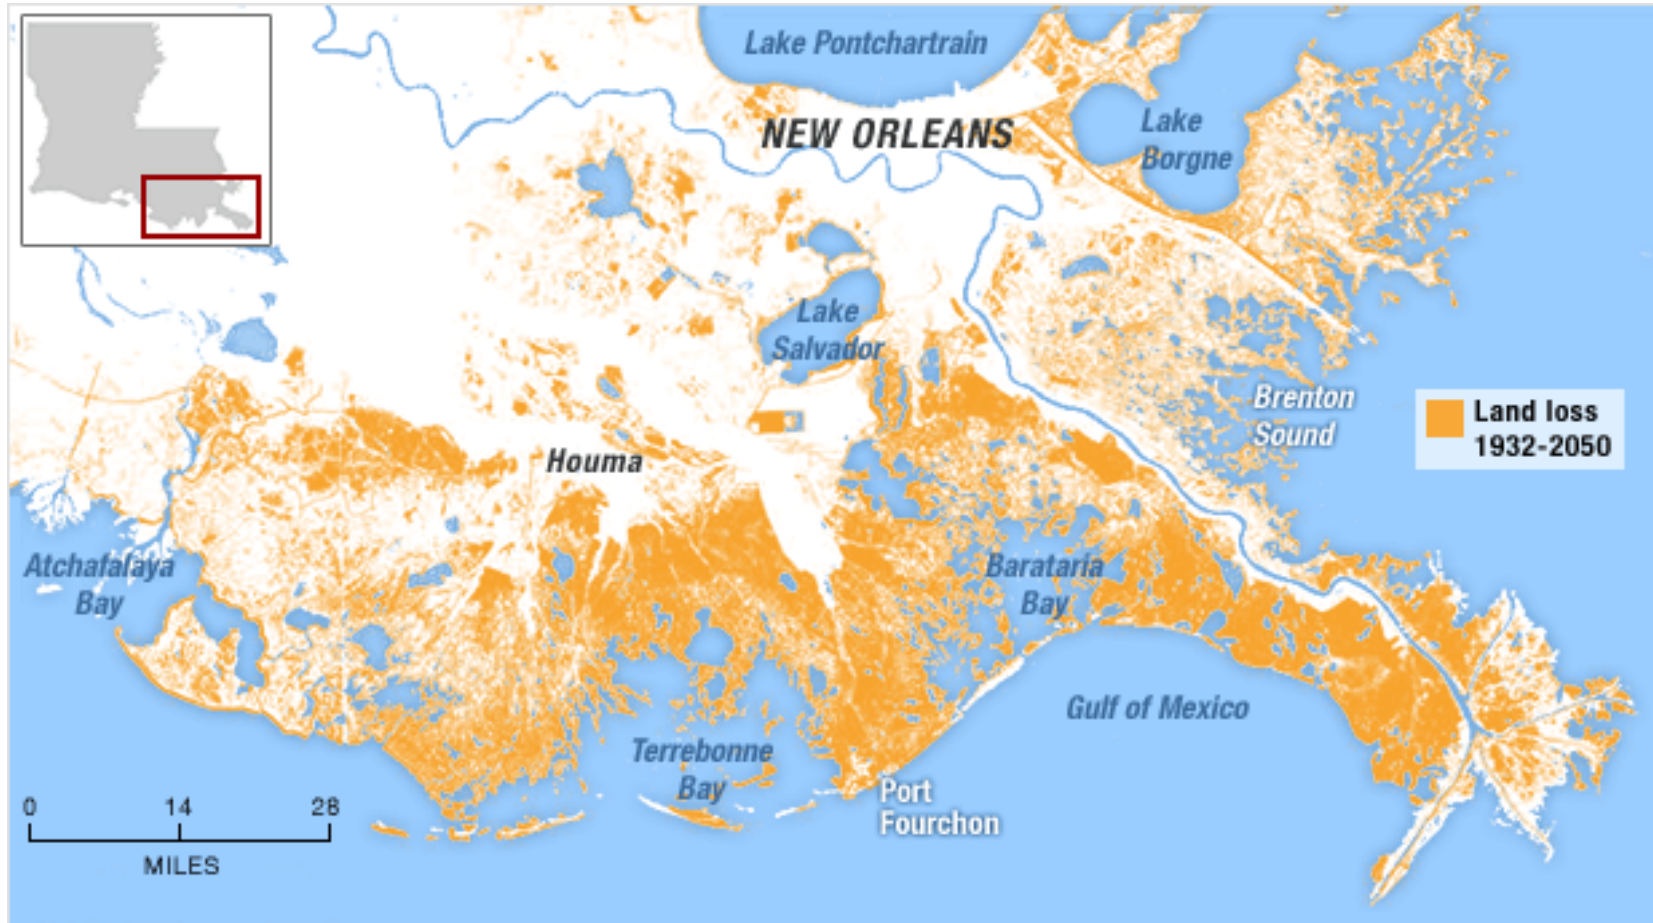 Lake Pontchartrain
NEW ORLEANS
Lake
Borgne
Lake
Salvador
Brenton
Sound
Land loss
1932-2050
Houma
Atchafalaya
Bay
Barataria
Bay
Gulf of Mexico
Terrebonne
Bay
Port
Fourchon
0 14 28
MILES